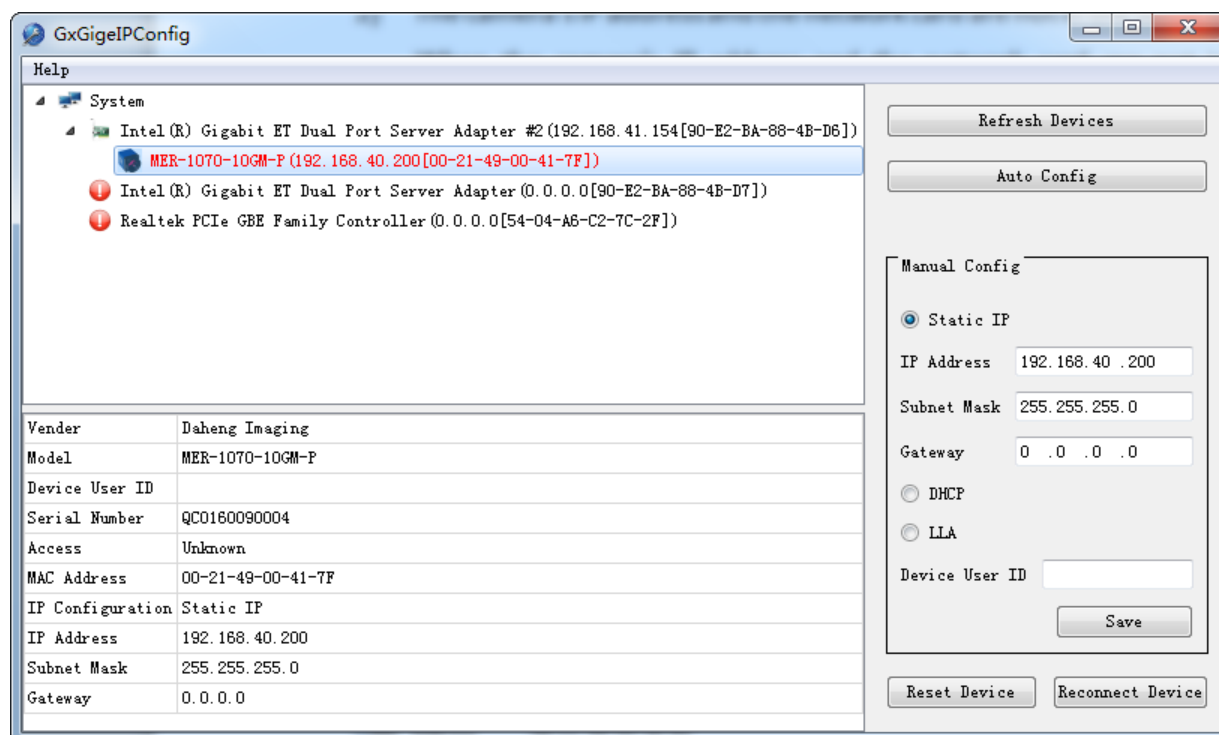 GxGigeIPConfig
Help
System
Intel(R) Gigabit ET Dual Port Server Adapter #2(192.168.41.154[90-E2-BA-88-4B-D6])
MER-1070-10GM-P(192.168.40.200[00-21-49-00-41-7F])
Intel(R) Gigabit ET Dual Port Server Adapter(0.0.0.0[90-E2-BA-88-4B-D7])
Realtek PCIe GBE Family Controller(0.0.0.0[54-04-A6-C2-7C-2F])
Vender Daheng Imaging
Model MER-1070-10GM-P
Device User ID
Serial Number QC0160090004
Access Unknown
MAC Address 00-21-49-00-41-7F
IP Configuration Static IP
IP Address 192.168.40.200
Subnet Mask 255.255.255.0
Gateway 0.0.0.0
Refresh Devices
Auto Config
Manual Config
Static IP
IP Address 192.168.40 .200
Subnet Mask 255.255.255.0
Gateway 0 .0 .0 .0
DHCP
LLA
Device User ID
Save
Reset Device Reconnect Device